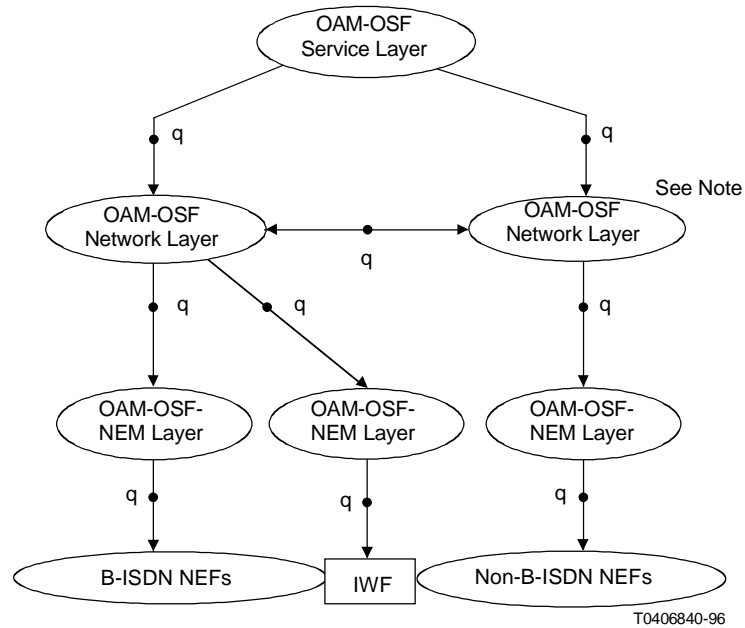 OAM-OSF
Service Layer
q
q
See Note
OAM-OSF
Network Layer
OAM-OSF
Network Layer
q
q
q
q
OAM-OSF-
NEM Layer
OAM-OSF-
NEM Layer
OAM-OSF-
NEM Layer
q
q
q
B-ISDN NEFs
IWF
Non-B-ISDN NEFs
T0406840-96